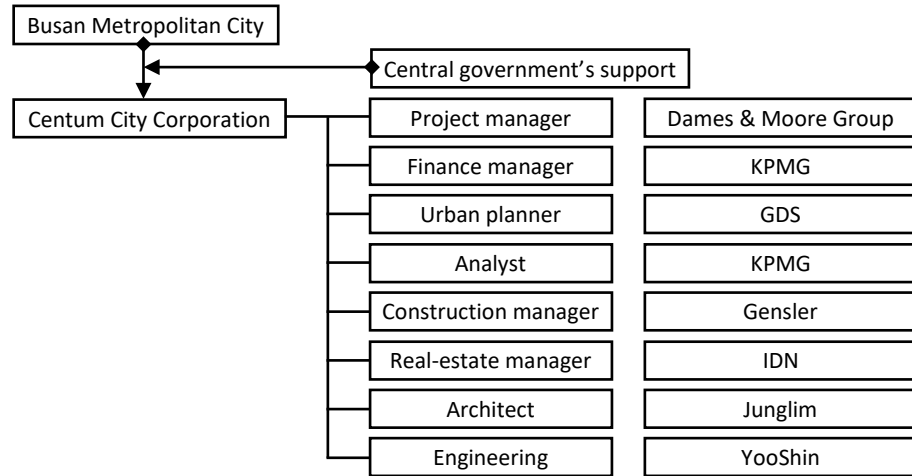 Busan Metropolitan City
Central government’s support
Centum City Corporation
Project manager
Dames & Moore Group
Finance manager
KPMG
Urban planner
GDS
Analyst
KPMG
Construction manager
Gensler
Real-estate manager
IDN
Architect
Junglim
Engineering
YooShin